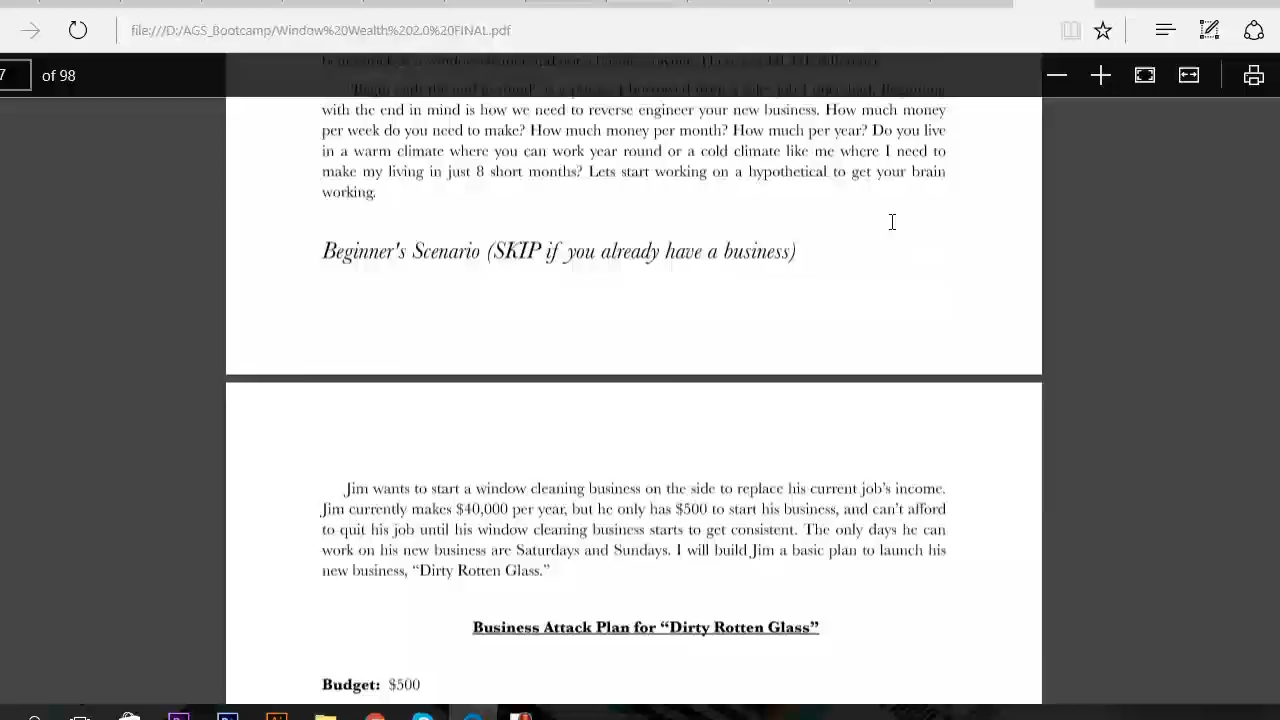 file:///D:/AGS_Bootcamp/Window%20Wealth%202.0%20FINAL.pdf
7 of 98
with the end in mind is how we need to reverse engineer your new business. How much money
per week do you need to make? How much money per month? How much per year? Do you live
in a warm climate where you can work year round or a cold climate like me where I need to
make my living in just 8 short months? Lets start working on a hypothetical to get your brain
working.
Beginner's Scenario (SKIP if you already have a business)
Jim wants to start a window cleaning business on the side to replace his current job’s income.
Jim currently makes $40,000 per year, but he only has $500 to start his business, and can’t afford
to quit his job until his window cleaning business starts to get consistent. The only days he can
work on his new business are Saturdays and Sundays. I will build Jim a basic plan to launch his
new business, “Dirty Rotten Glass.”
Business Attack Plan for “Dirty Rotten Glass”
Budget: $500